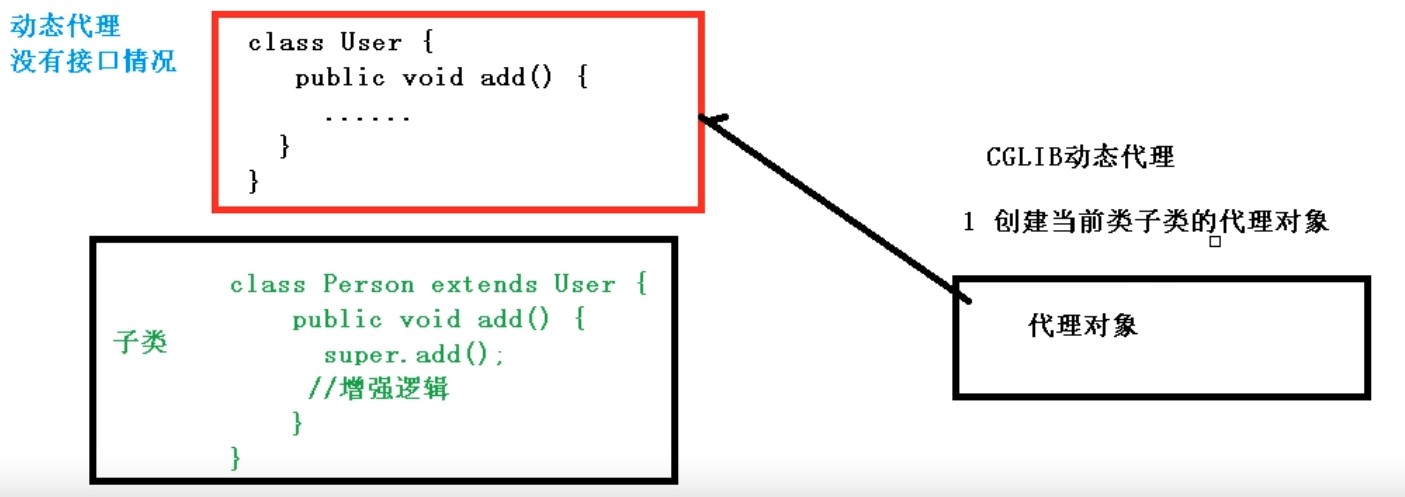 动态代理
没有接口情况
class User {
public void add() {
......
}
}
子类
class Person extends User {
public void add() {
super.add();
//增强逻辑
}
}
CGLIB动态代理
1 创建当前类子类的代理对象
代理对象